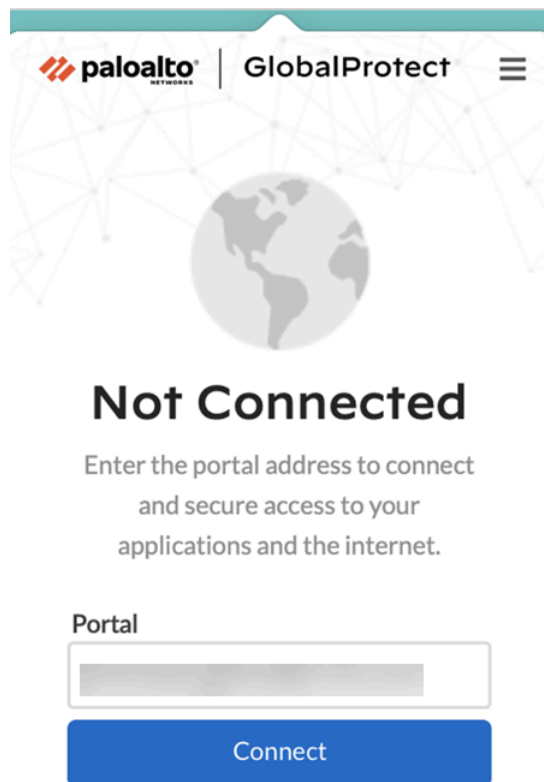 paloalto® | GlobalProtect
NETWORKS
Not Connected
Enter the portal address to connect
and secure access to your
applications and the internet.
Portal
Connect